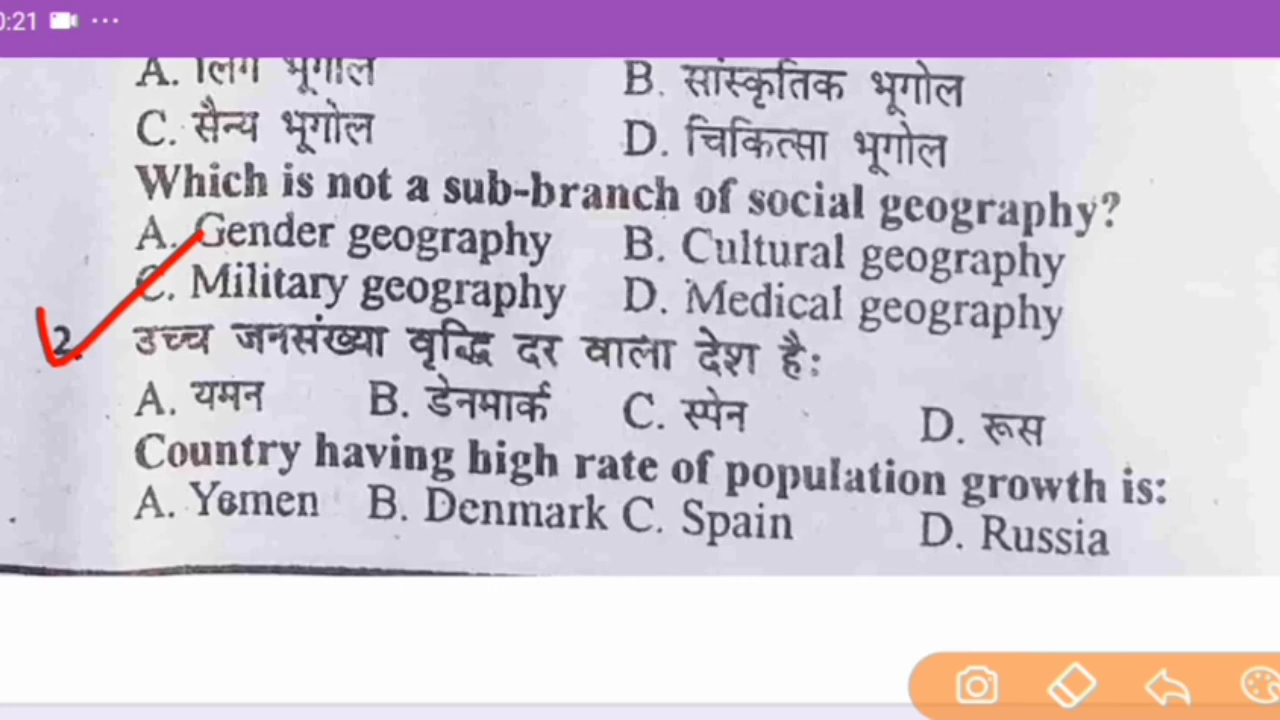 0:21
A. लिंग भूगोल B. सांस्कृतिक भूगोल
C. सैन्य भूगोल D. चिकित्सा भूगोल
Which is not a sub-branch of social geography?
A. Gender geography B. Cultural geography
C. Military geography D. Medical geography
2. उच्च जनसंख्या वृद्धि दर वाला देश है:
A. यमन B. डेनमार्क C. स्पेन D. रूस
Country having high rate of population growth is:
A. Yemen B. Denmark C. Spain D. Russia